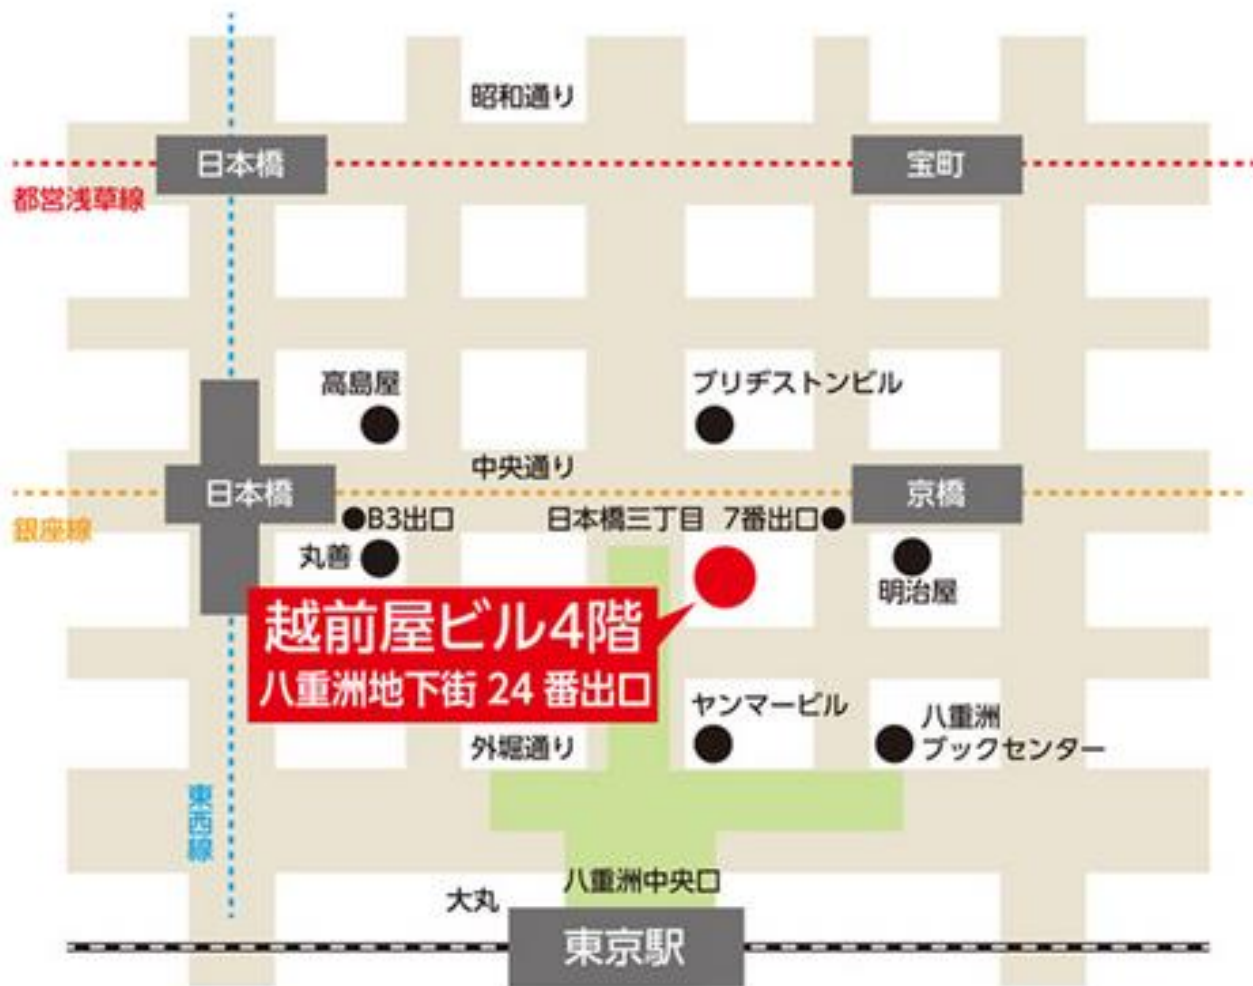 昭和通り
日本橋
宝町
都営浅草線
高島屋
ブリヂストンビル
中央通り
日本橋
京橋
銀座線
B3出口
日本橋三丁目 7番出口
丸善
明治屋
越前屋ビル4階
八重洲地下街 24 番出口
ヤンマービル
八重洲
ブックセンター
外堀通り
東西線
八重洲中央口
大丸
東京駅